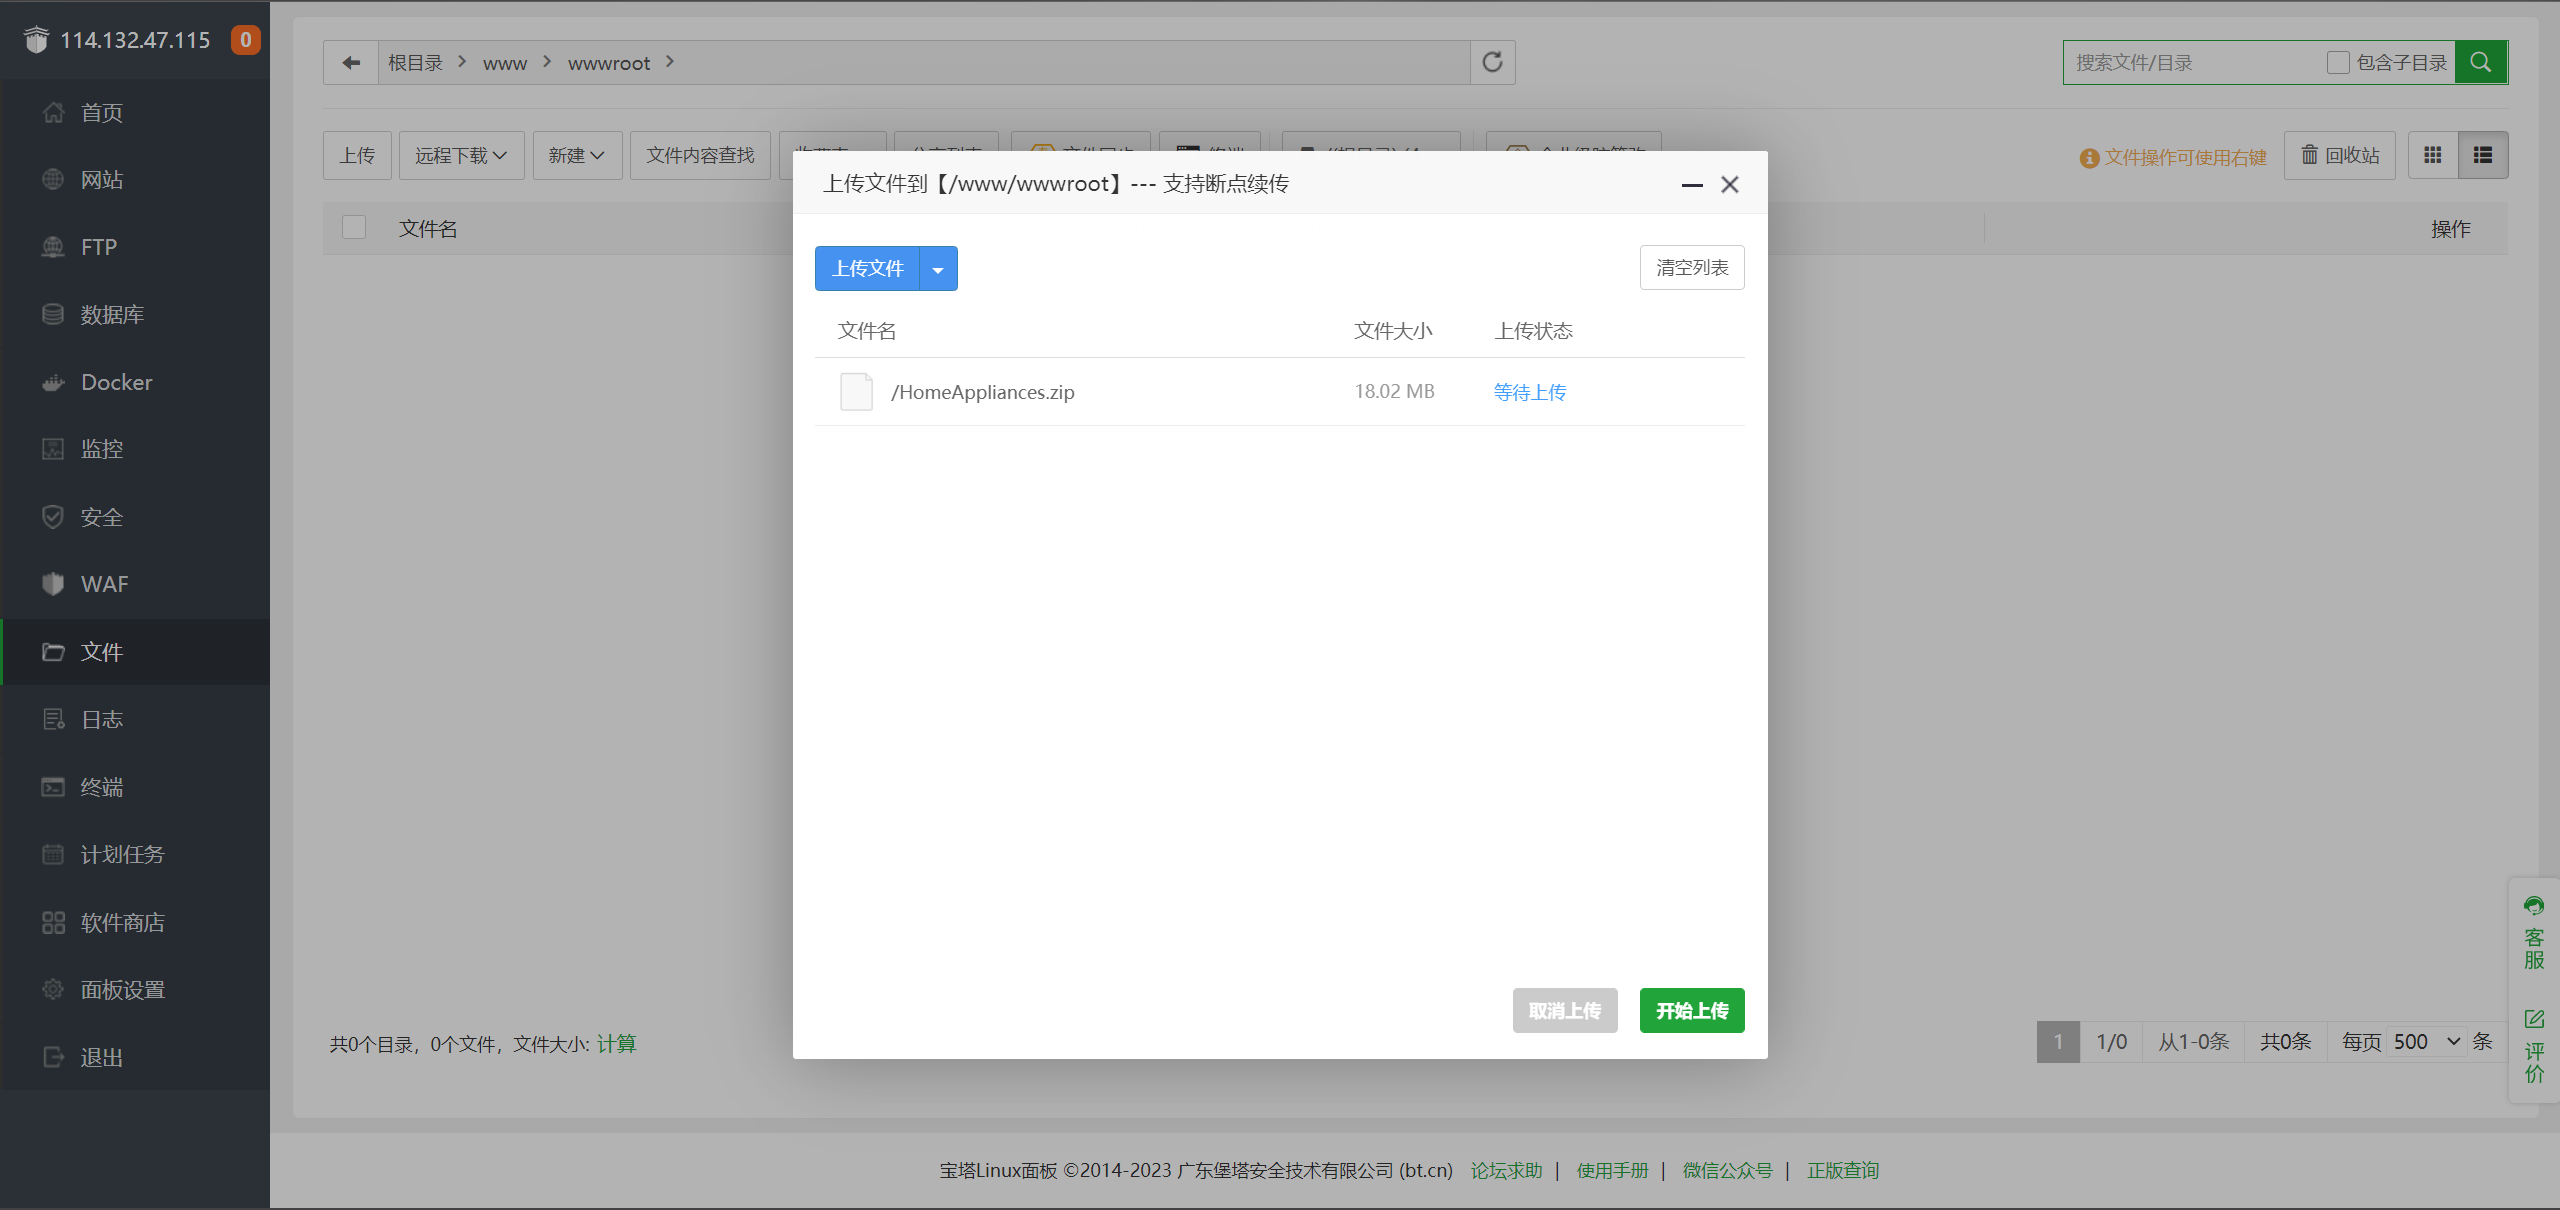 114.132.47.115 0
首页
网站
FTP
数据库
Docker
监控
安全
WAF
文件
日志
终端
计划任务
软件商店
面板设置
退出
根目录 www wwwroot
搜索文件/目录 包含子目录
上传 远程下载 新建 文件内容查找
文件操作可使用右键 回收站
文件名 操作
上传文件到【/www/wwwroot】--- 支持断点续传
上传文件 清空列表
文件名 文件大小 上传状态
/HomeAppliances.zip 18.02 MB 等待上传
取消上传 开始上传
共0个目录，0个文件，文件大小: 计算
1 1/0 从1-0条 共0条 每页 500 条
客服
评价
宝塔Linux面板 ©2014-2023 广东堡塔安全技术有限公司 (bt.cn) 论坛求助 | 使用手册 | 微信公众号 | 正版查询